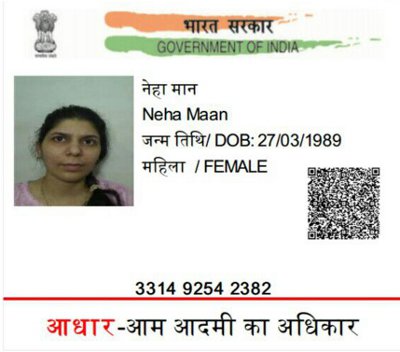 भारत सरकार
GOVERNMENT OF INDIA
नेहा मान
Neha Maan
जन्म तिथि/ DOB: 27/03/1989
महिला / FEMALE
3314 9254 2382
आधार-आम आदमी का अधिकार